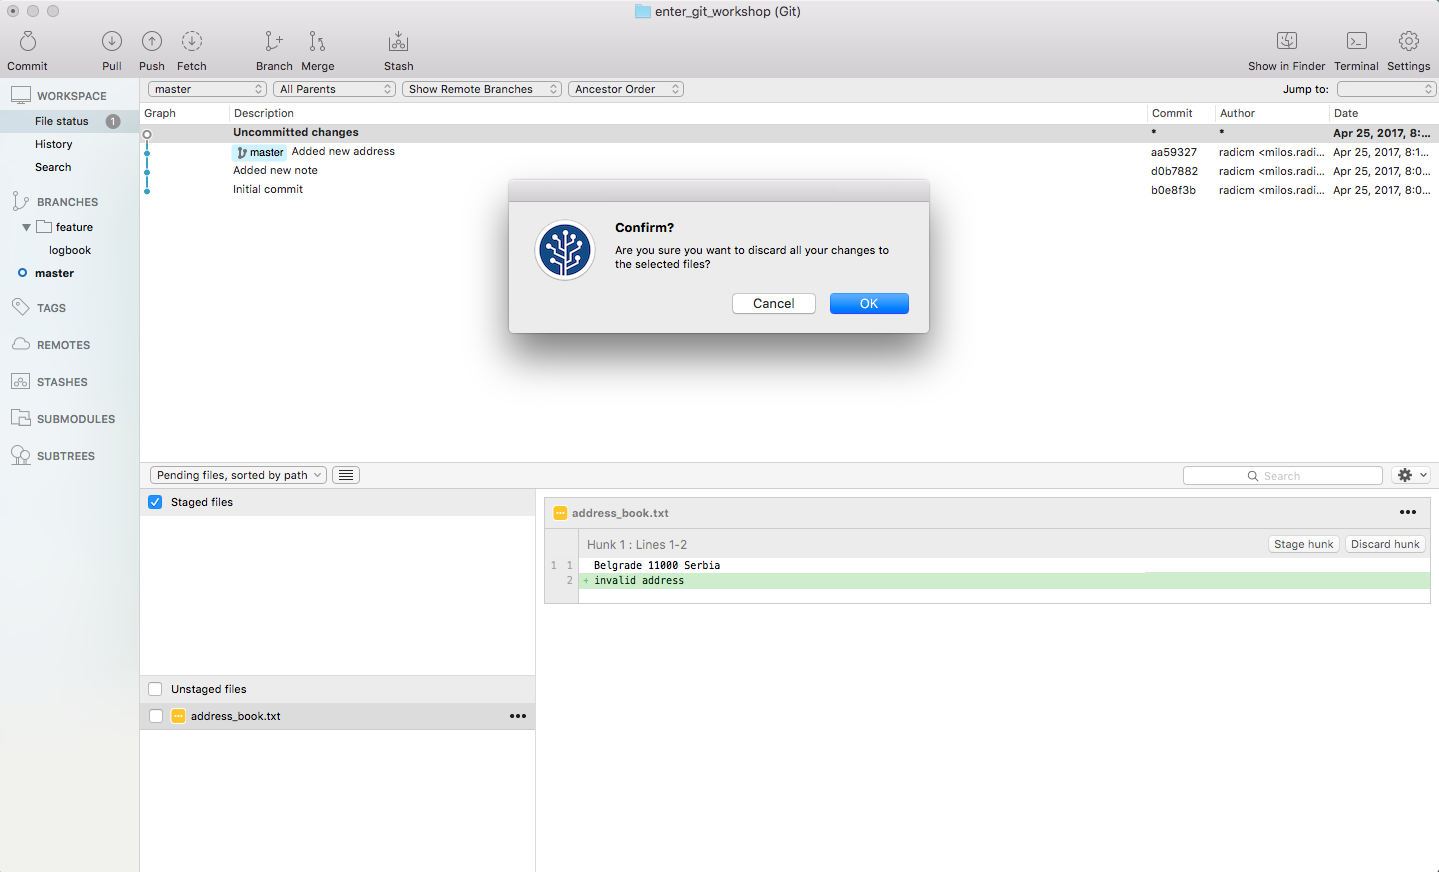 enter_git_workshop (Git)
Commit Pull Push Fetch Branch Merge Stash Show in Finder Terminal Settings
WORKSPACE
File status 1
History
Search
BRANCHES
feature
logbook
master
TAGS
REMOTES
STASHES
SUBMODULES
SUBTREES
master All Parents Show Remote Branches Ancestor Order Jump to:
Graph Description Commit Author Date
Uncommitted changes * * Apr 25, 2017, 8:...
master Added new address aa59327 radicm <milos.radi... Apr 25, 2017, 8:1...
Added new note d0b7882 radicm <milos.radi... Apr 25, 2017, 8:0...
Initial commit b0e8f3b radicm <milos.radi... Apr 25, 2017, 8:0...
Confirm?
Are you sure you want to discard all your changes to
the selected files?
Cancel OK
Pending files, sorted by path Search
Staged files
Unstaged files
address_book.txt
address_book.txt
Hunk 1 : Lines 1-2 Stage hunk Discard hunk
1 1 Belgrade 11000 Serbia
2 + invalid address